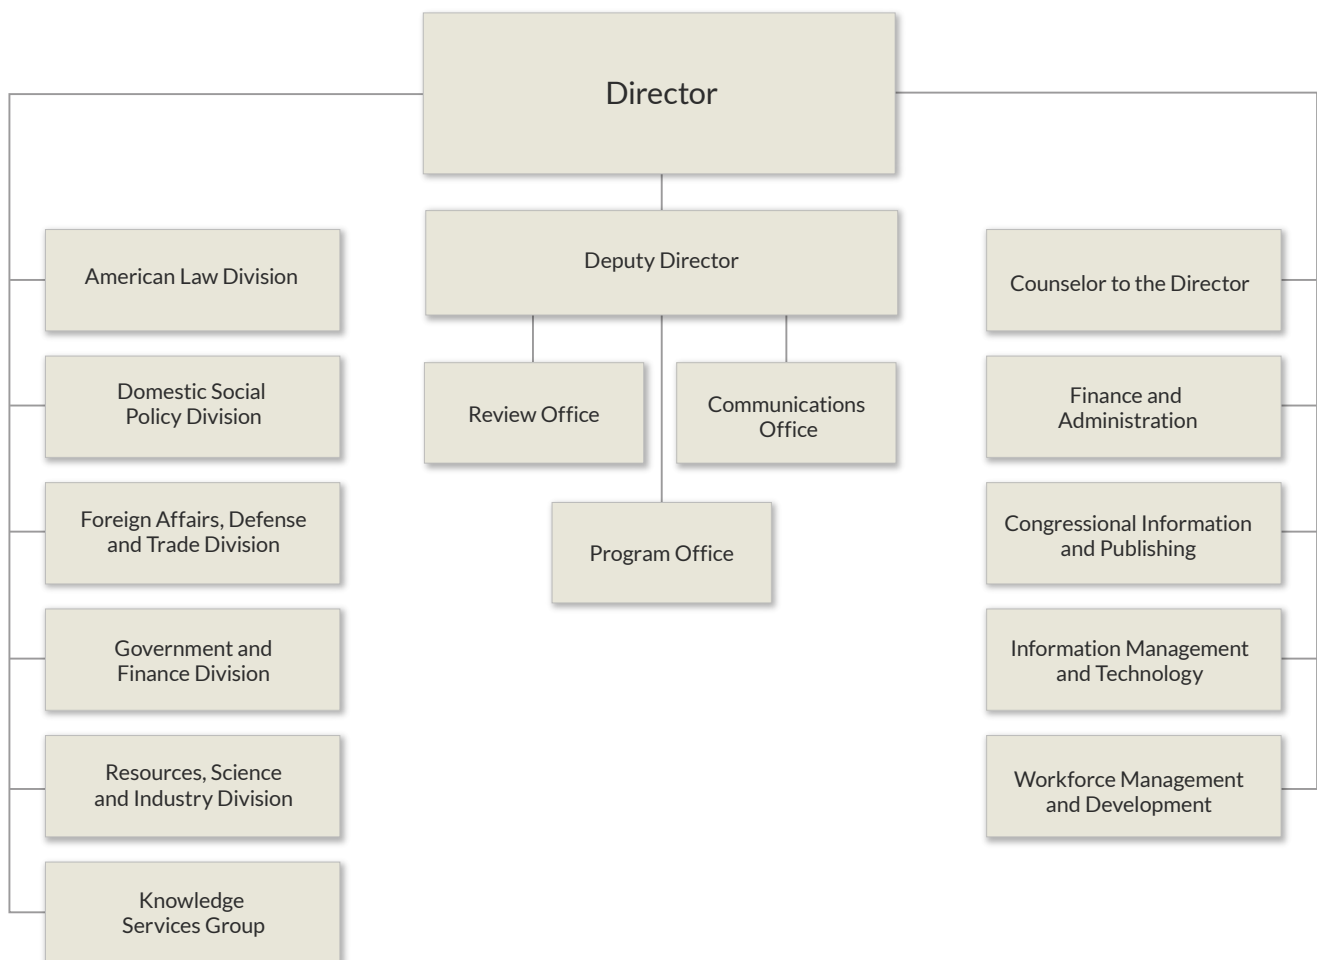 Director
Deputy Director
American Law Division
Counselor to the Director
Domestic Social
Policy Division
Review Office
Communications
Office
Finance and
Administration
Foreign Affairs, Defense
and Trade Division
Program Office
Congressional Information
and Publishing
Government and
Finance Division
Information Management
and Technology
Resources, Science
and Industry Division
Workforce Management
and Development
Knowledge
Services Group